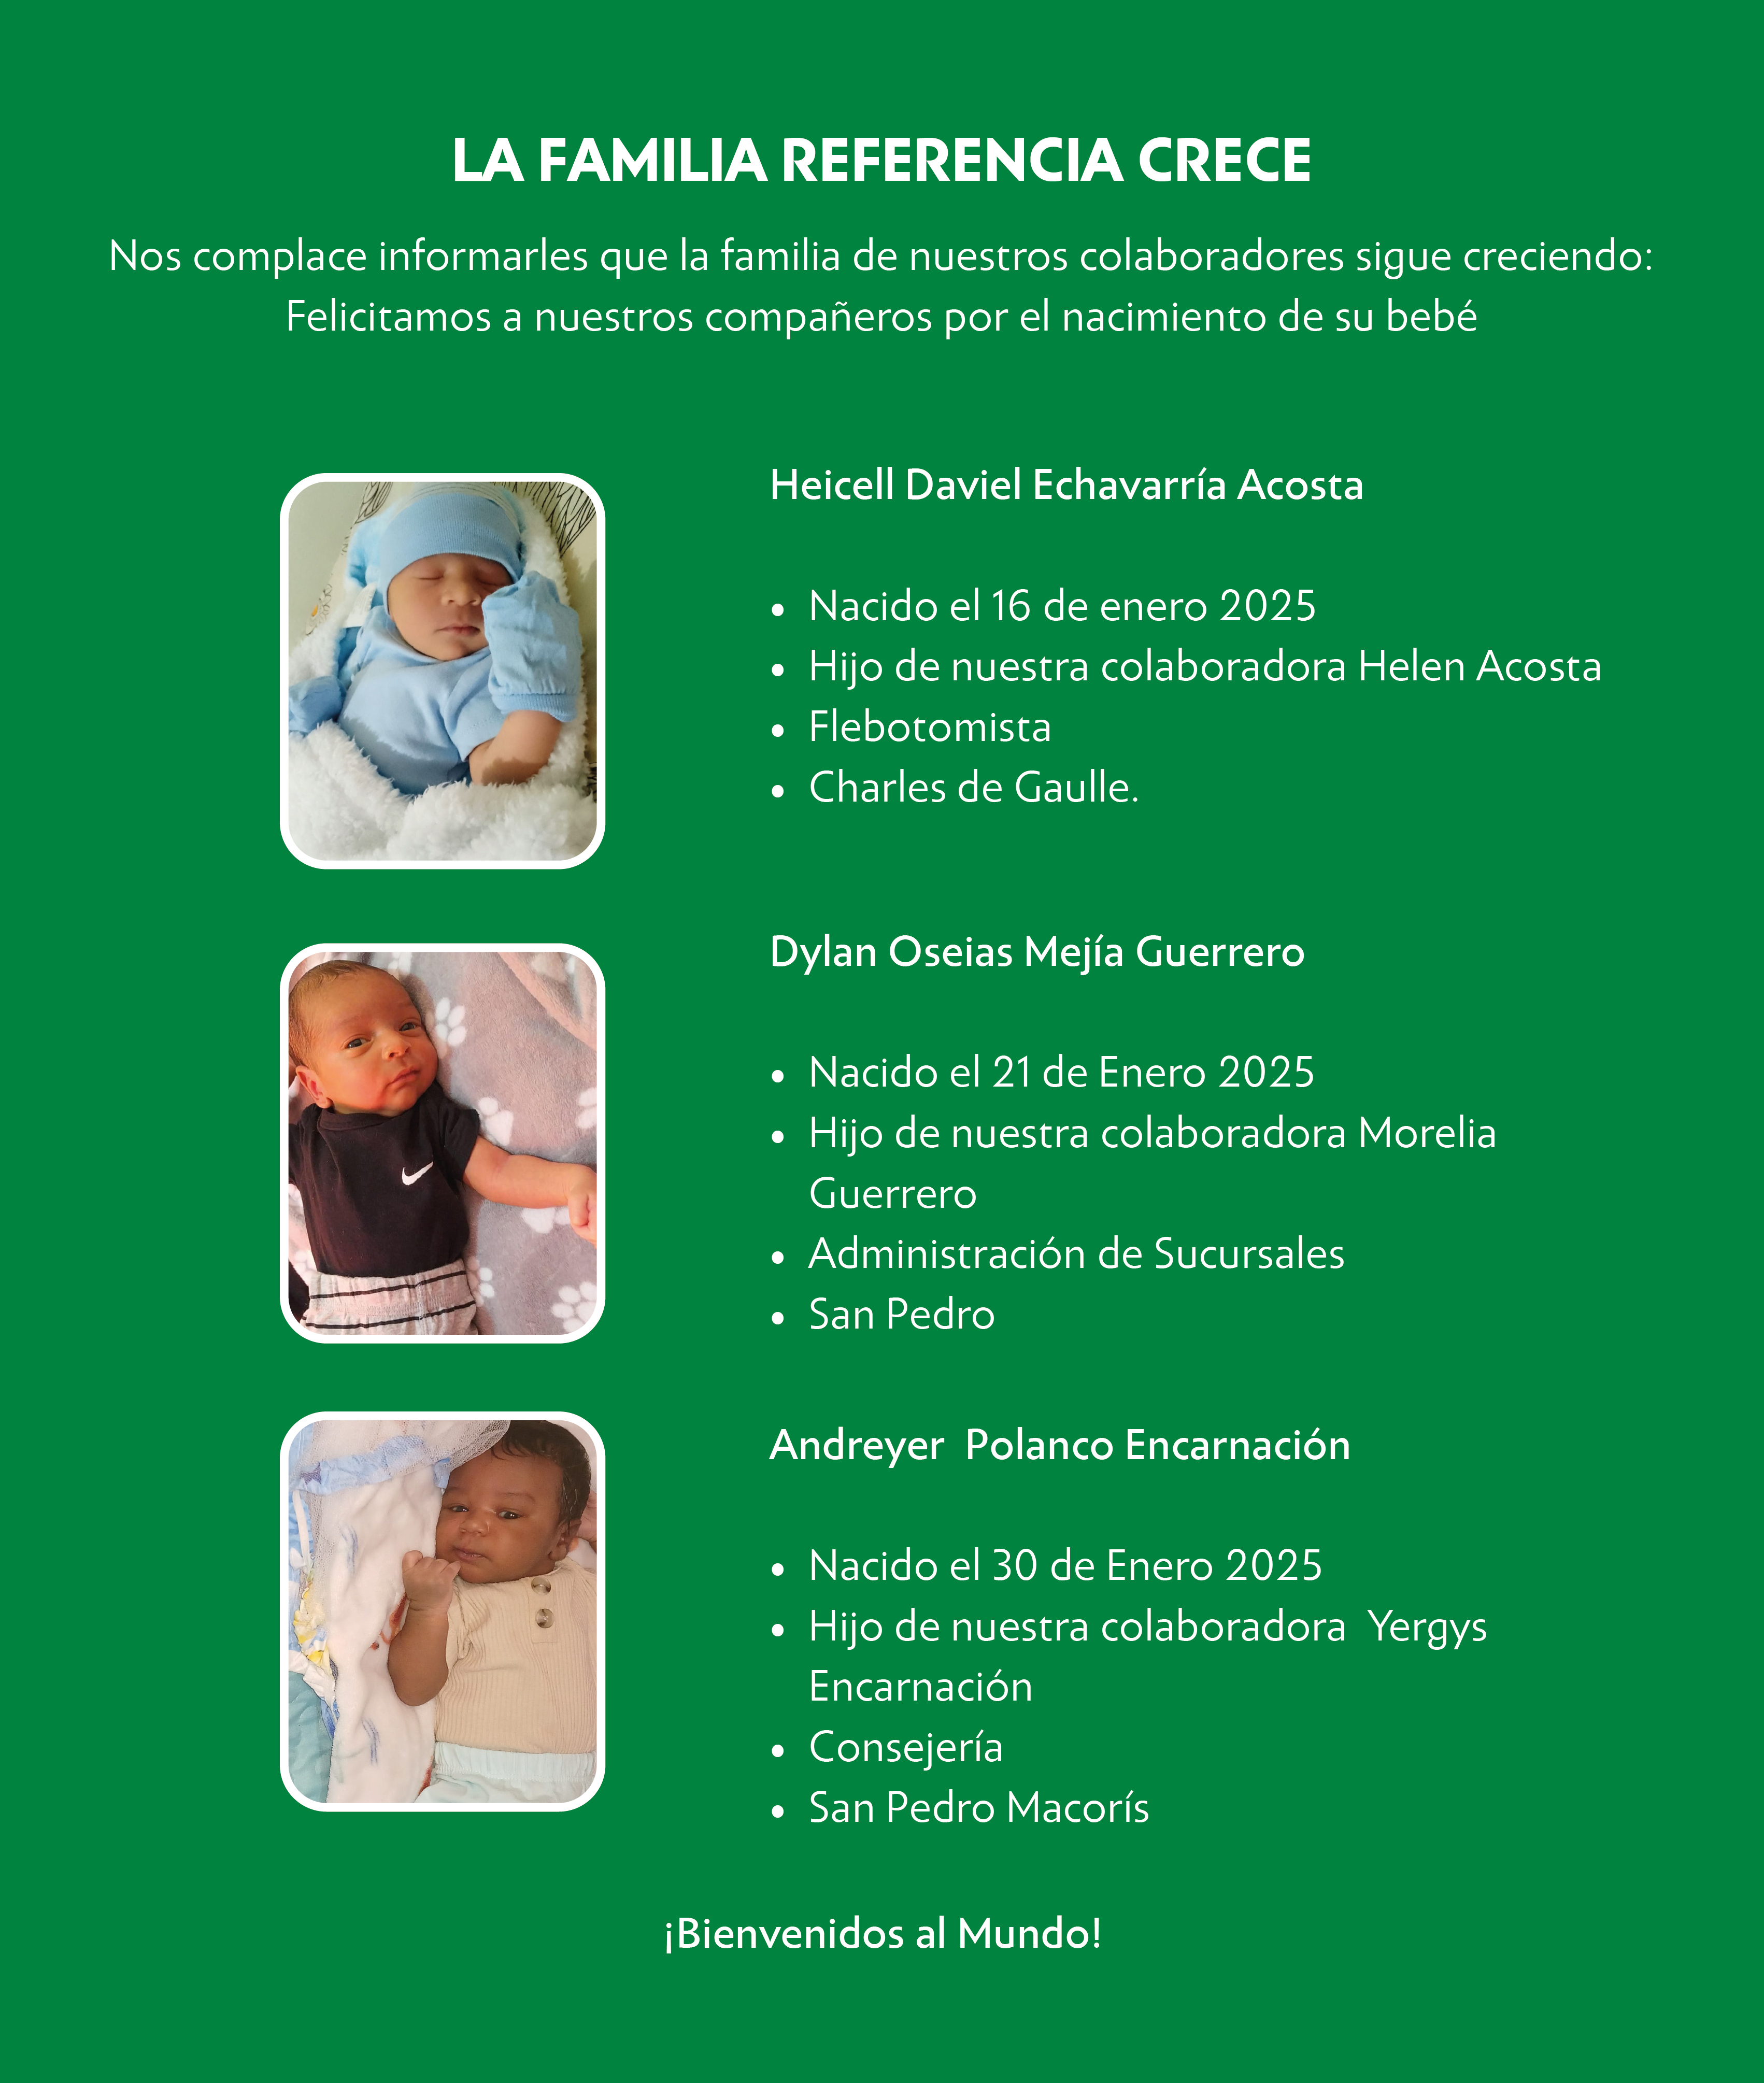 LA FAMILIA REFERENCIA CRECE
Nos complace informarles que la familia de nuestros colaboradores sigue creciendo:
Felicitamos a nuestros compañeros por el nacimiento de su bebé
Heicell Daviel Echavarría Acosta
• Nacido el 16 de enero 2025
• Hijo de nuestra colaboradora Helen Acosta
• Flebotomista
• Charles de Gaulle.
Dylan Oseias Mejía Guerrero
• Nacido el 21 de Enero 2025
• Hijo de nuestra colaboradora Morelia
Guerrero
• Administración de Sucursales
• San Pedro
Andreyer  Polanco Encarnación
• Nacido el 30 de Enero 2025
• Hijo de nuestra colaboradora  Yergys
Encarnación
• Consejería
• San Pedro Macorís
¡Bienvenidos al Mundo!